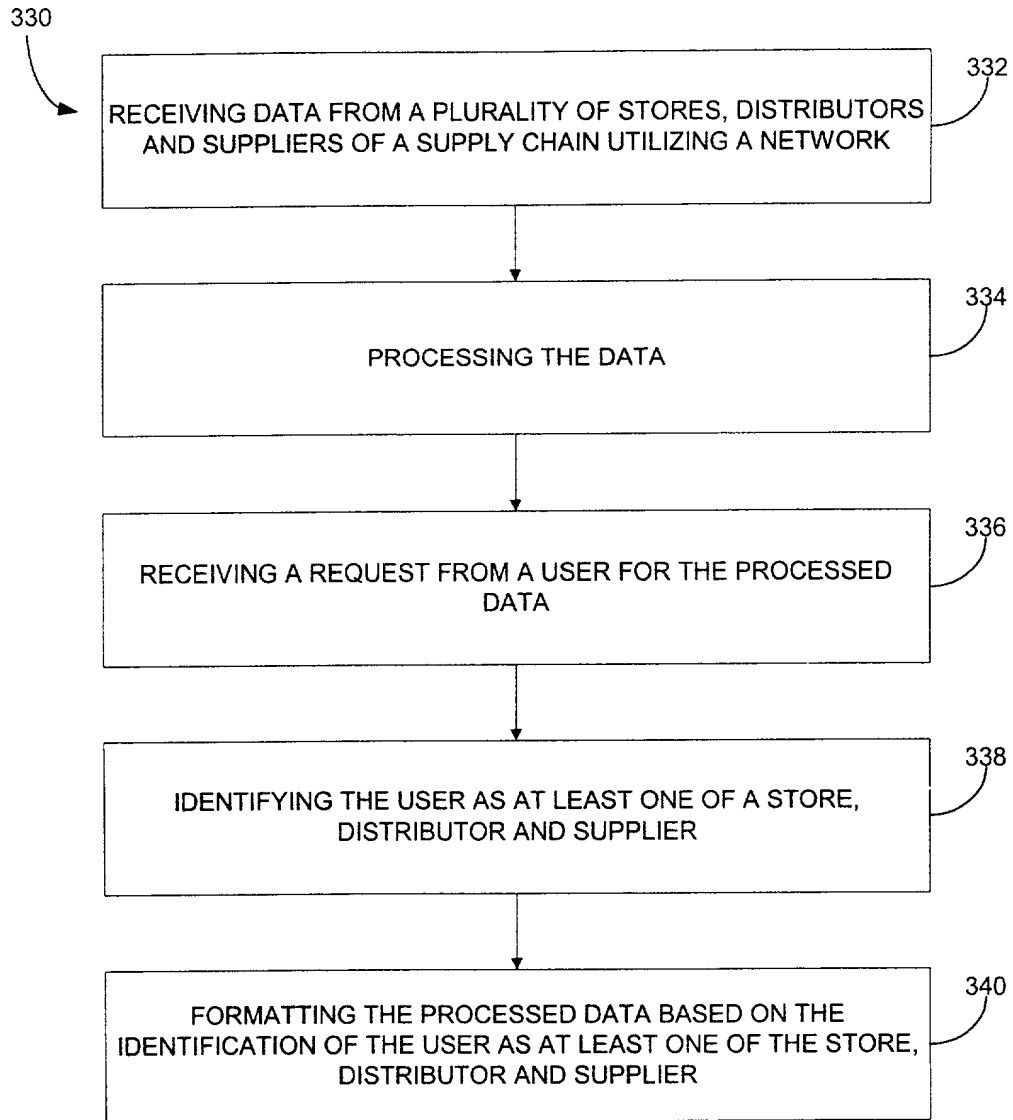 330
332
RECEIVING DATA FROM A PLURALITY OF STORES, DISTRIBUTORS
AND SUPPLIERS OF A SUPPLY CHAIN UTILIZING A NETWORK
334
PROCESSING THE DATA
336
RECEIVING A REQUEST FROM A USER FOR THE PROCESSED
DATA
338
IDENTIFYING THE USER AS AT LEAST ONE OF A STORE,
DISTRIBUTOR AND SUPPLIER
340
FORMATTING THE PROCESSED DATA BASED ON THE
IDENTIFICATION OF THE USER AS AT LEAST ONE OF THE STORE,
DISTRIBUTOR AND SUPPLIER